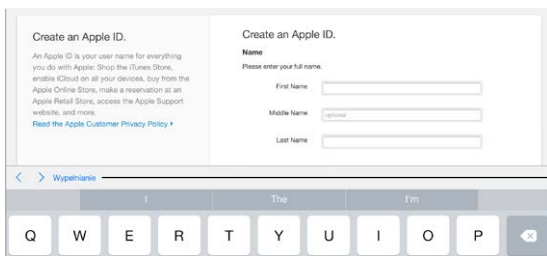 Create an Apple ID.
An Apple ID is your user name for everything
you do with Apple: Shop the iTunes Store,
enable iCloud on all your devices, buy from the
Apple Online Store, make a reservation at an
Apple Retail Store, access the Apple Support
website, and more.
Read the Apple Customer Privacy Policy
Create an Apple ID.
Name
Please enter your full name.
First Name
Middle Name optional
Last Name
Wypełnianie
I The I'm
Q W E R T Y U I O P